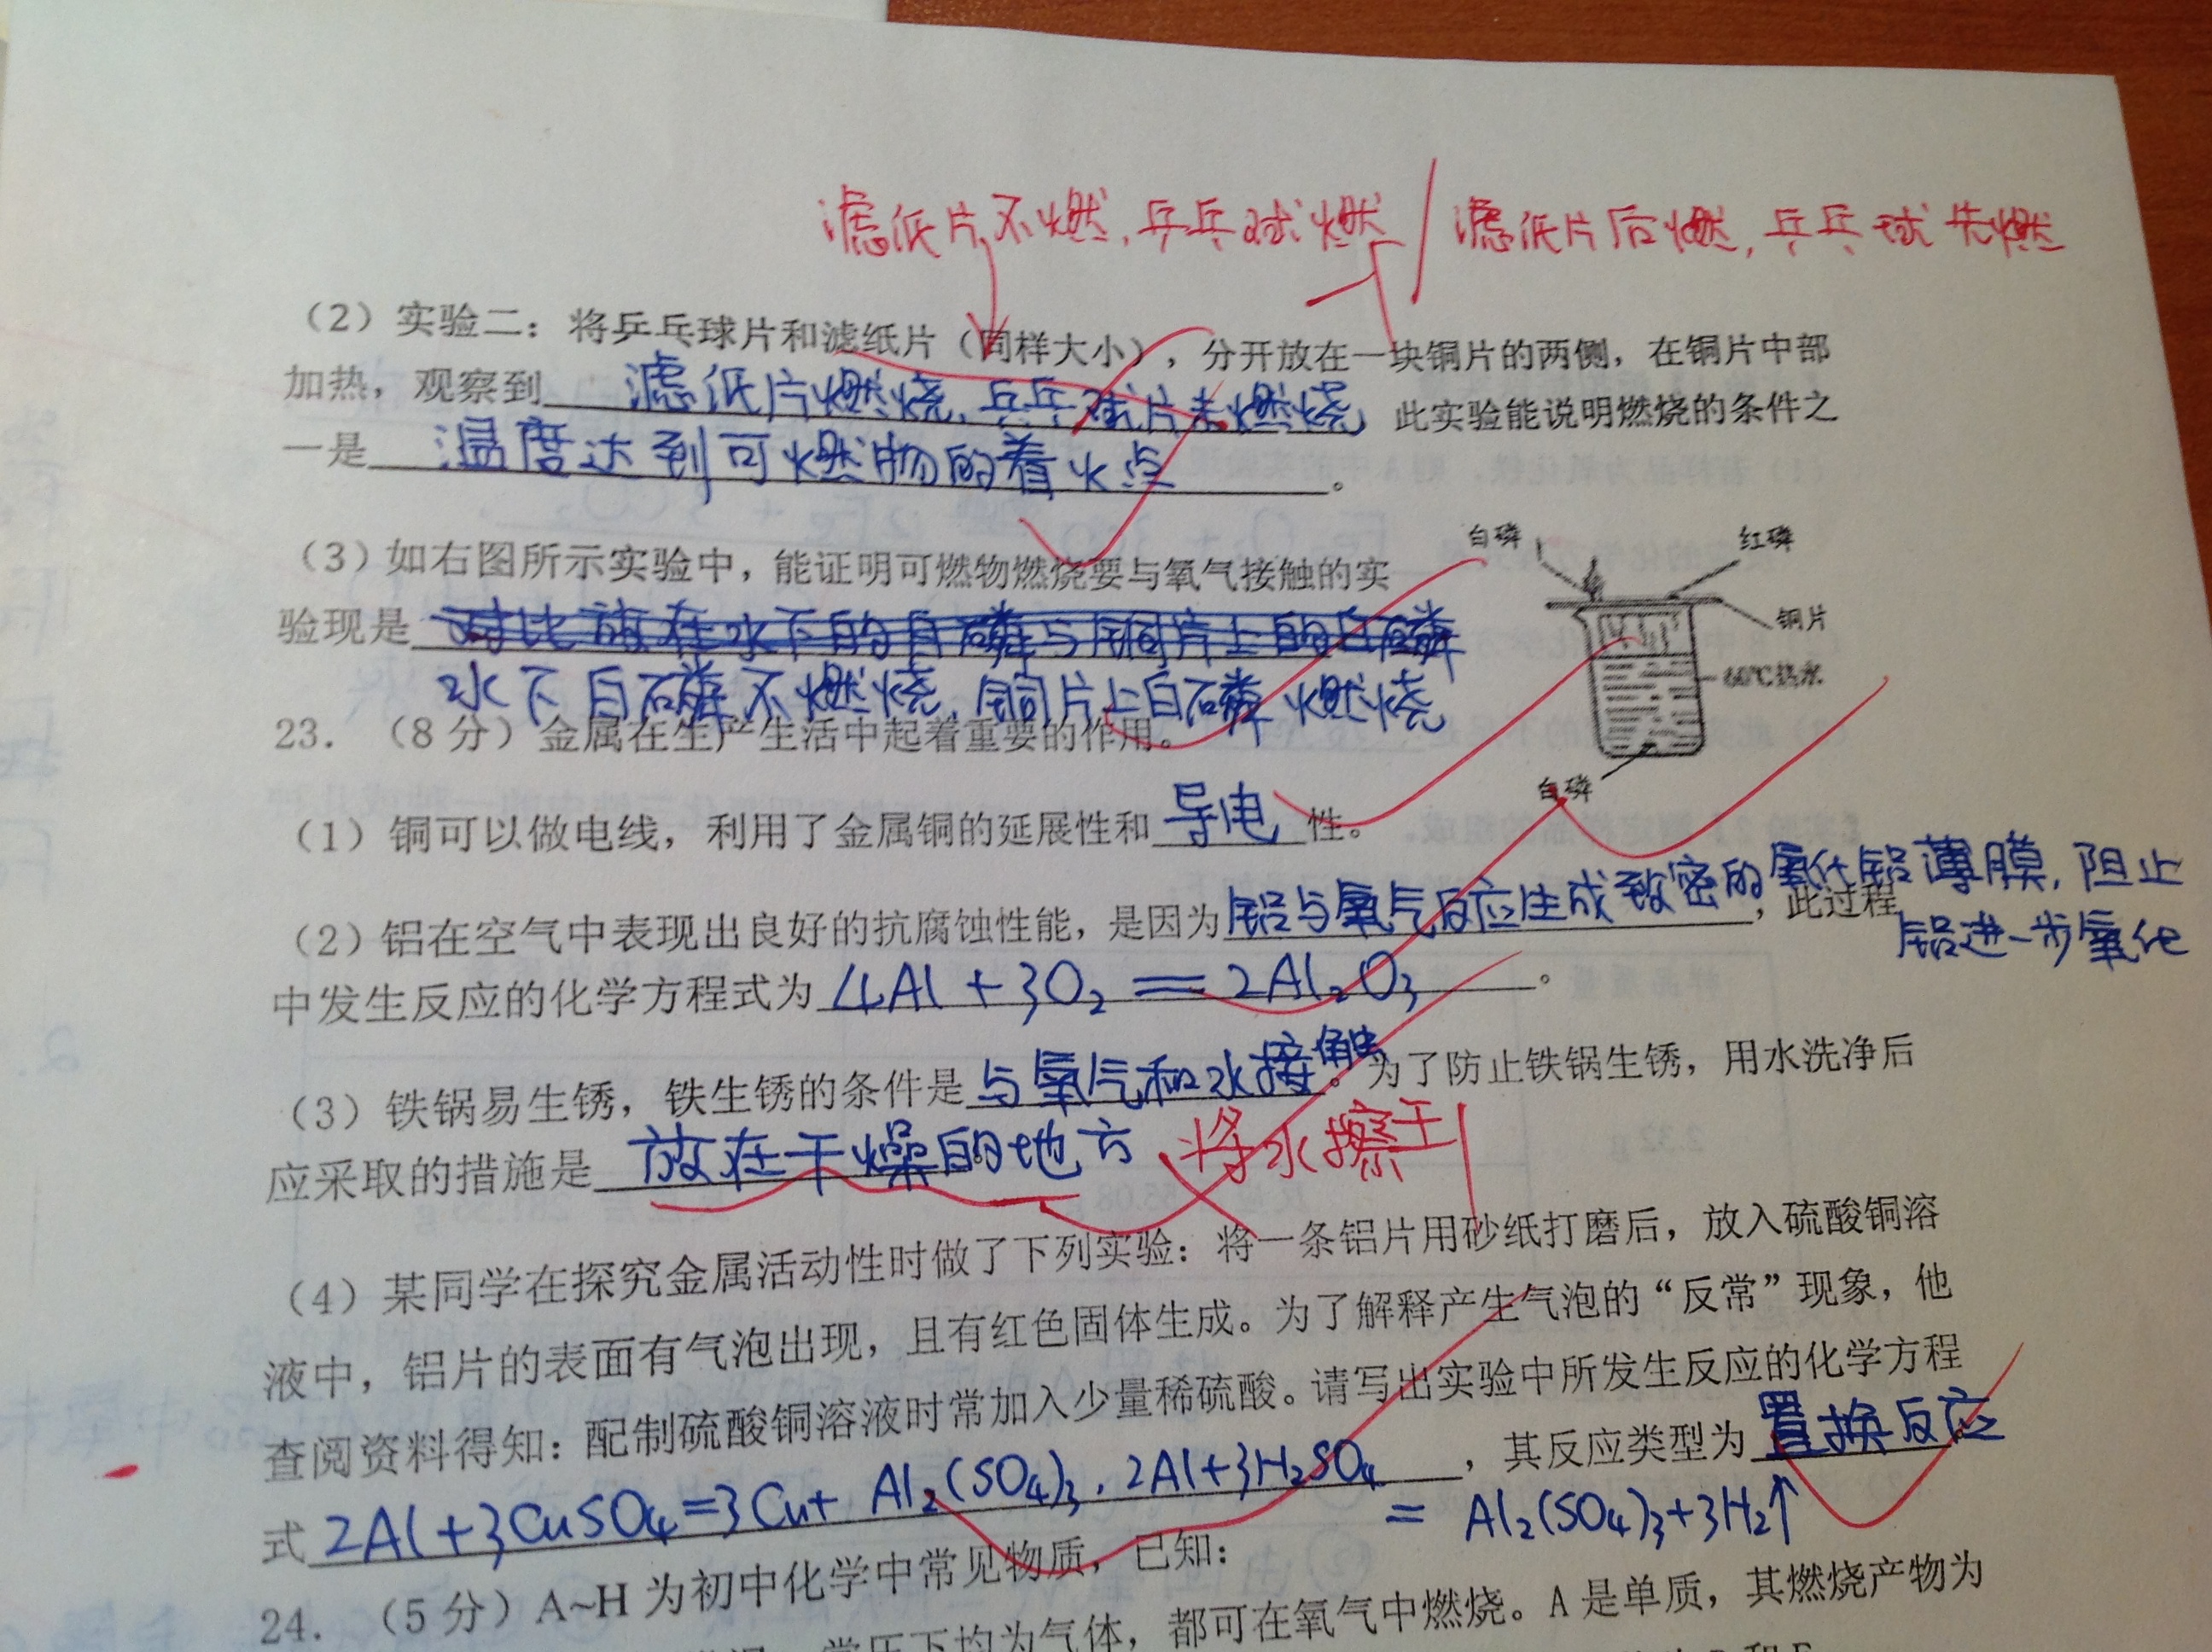 滤纸片不燃,乒乓球燃 / 滤纸片后燃,乒乓球先燃
(2)实验二:将乒乓球片和滤纸片(同样大小),分开放在一块铜片的两侧,在铜片中部
加热,观察到 滤纸片燃烧,乒乓球片未燃烧 此实验能说明燃烧的条件之
一是 温度达到可燃物的着火点 。
(3)如右图所示实验中,能证明可燃物燃烧要与氧气接触的实
验现是 对比放在水下的白磷与铜片上的白磷
水下白磷不燃烧,铜片上白磷燃烧
白磷
红磷
铜片
60℃热水
白磷
23. (8分)金属在生产生活中起着重要的作用。
(1)铜可以做电线,利用了金属铜的延展性和 导电 性。
(2)铝在空气中表现出良好的抗腐蚀性能,是因为 铝与氧气反应生成致密的氧化铝薄膜,阻止
铝进一步氧化 ,此过程
中发生反应的化学方程式为 4Al + 3O₂ = 2Al₂O₃ 。
(3)铁锅易生锈,铁生锈的条件是 与氧气和水接触 。为了防止铁锅生锈,用水洗净后
应采取的措施是 放在干燥的地方 将水擦干
(4)某同学在探究金属活动性时做了下列实验:将一条铝片用砂纸打磨后,放入硫酸铜溶
液中,铝片的表面有气泡出现,且有红色固体生成。为了解释产生气泡的“反常”现象,他
查阅资料得知:配制硫酸铜溶液时常加入少量稀硫酸。请写出实验中所发生反应的化学方程
式 2Al+3CuSO₄=3Cu+Al₂(SO₄)₃,2Al+3H₂SO₄ ,其反应类型为 置换反应
= Al₂(SO₄)₃+3H₂↑
24. (5分)A~H为初中化学中常见物质,已知:
常压下均为气体,都可在氧气中燃烧。A是单质,其燃烧产物为